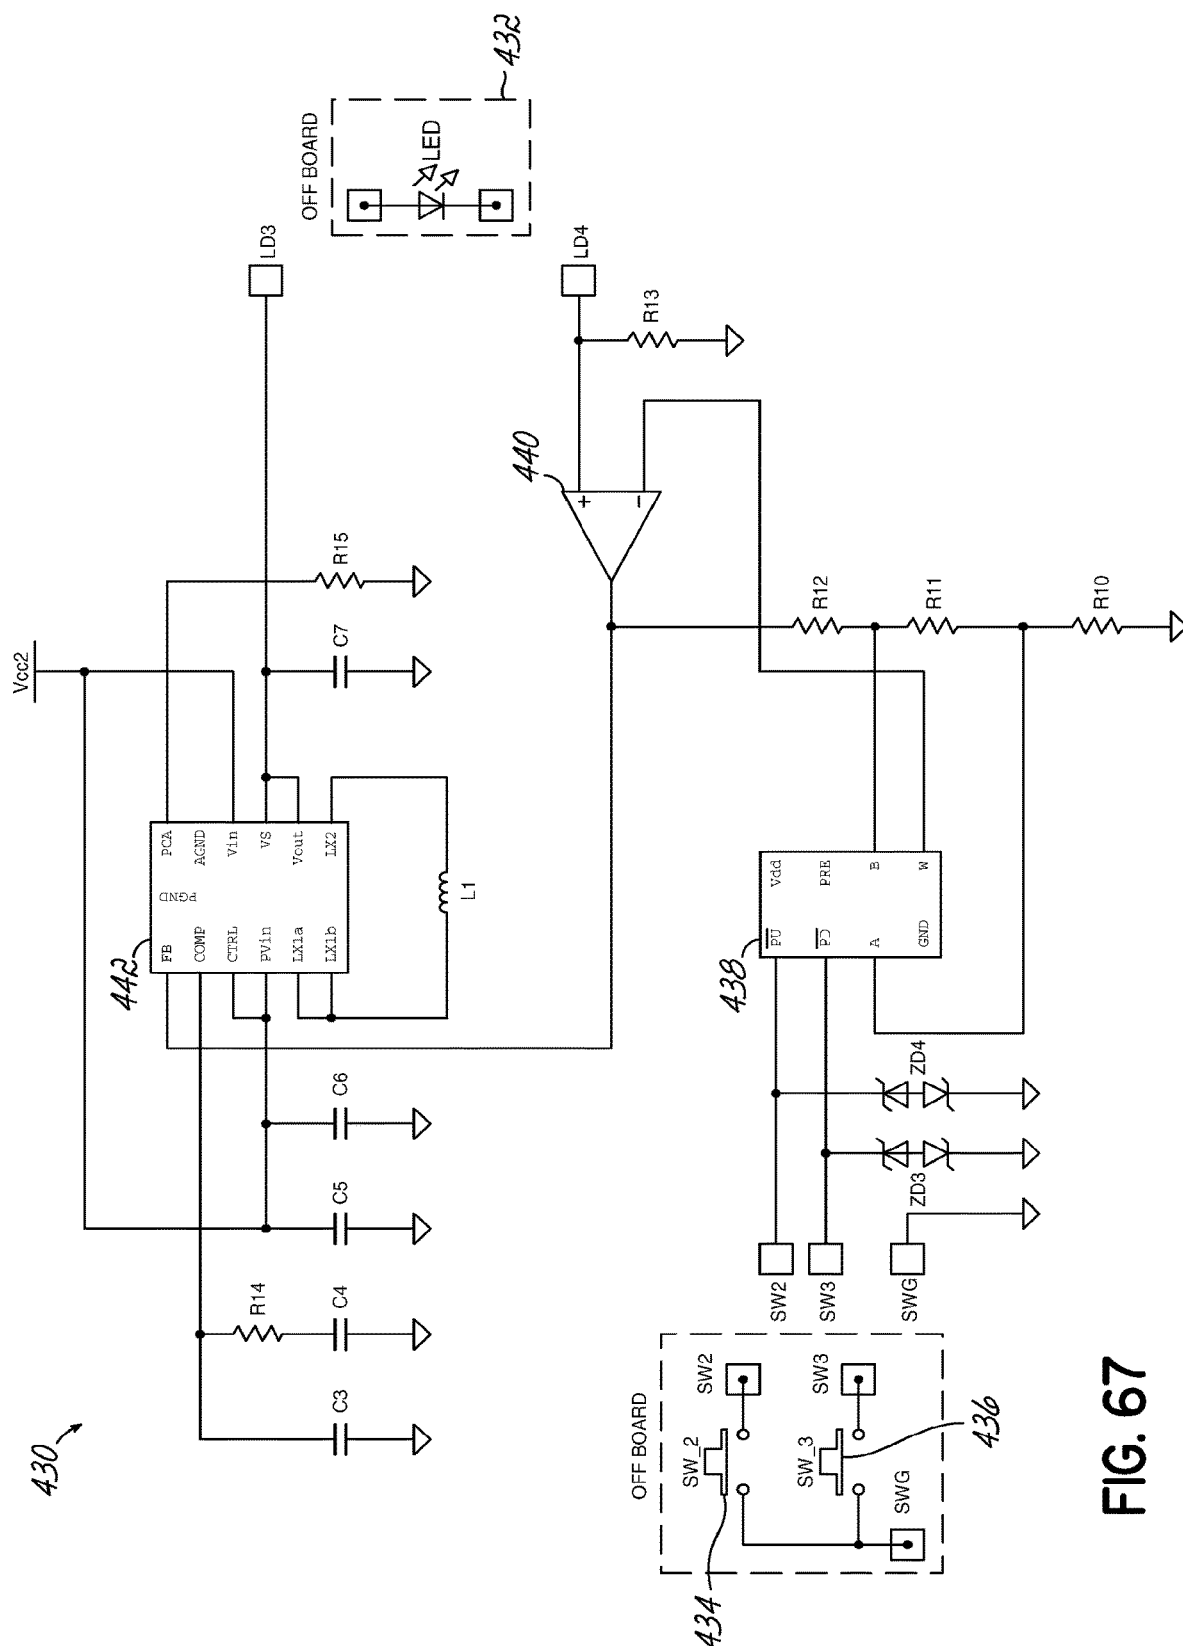 430
Vcc2
442
FB
PCA
COMP
AGND
PGND
CTRL
Vin
PVin
VS
LX1a
Vout
LX1b
LX2
L1
C3
R14
C4
C5
C6
C7
R15
LD3
OFF BOARD
LED
432
440
+
−
LD4
R13
R12
R11
R10
438
PU
Vdd
PD
PRE
A
B
GND
W
ZD4
ZD3
SW2
SW3
SWG
OFF BOARD
SW_2
SW2
SW_3
SW3
SWG
434
436
FIG. 67